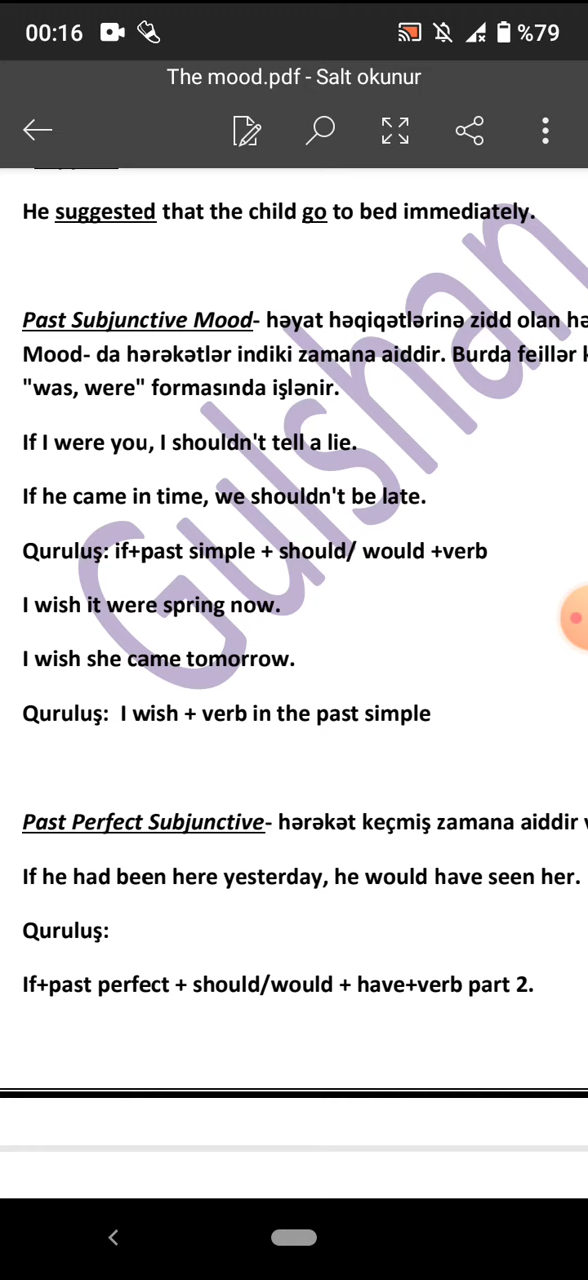 00:16 %79
The mood.pdf - Salt okunur
He suggested that the child go to bed immediately.
Past Subjunctive Mood- həyat həqiqətlərinə zidd olan
Mood- da hərəkətlər indiki zamana aiddir. Burda feillər
"was, were" formasında işlənir.
If I were you, I shouldn't tell a lie.
If he came in time, we shouldn't be late.
Quruluş: if+past simple + should/ would +verb
I wish it were spring now.
I wish she came tomorrow.
Quruluş: I wish + verb in the past simple
Past Perfect Subjunctive- hərəkət keçmiş zamana aiddir
If he had been here yesterday, he would have seen her.
Quruluş:
If+past perfect + should/would + have+verb part 2.
Gulshan